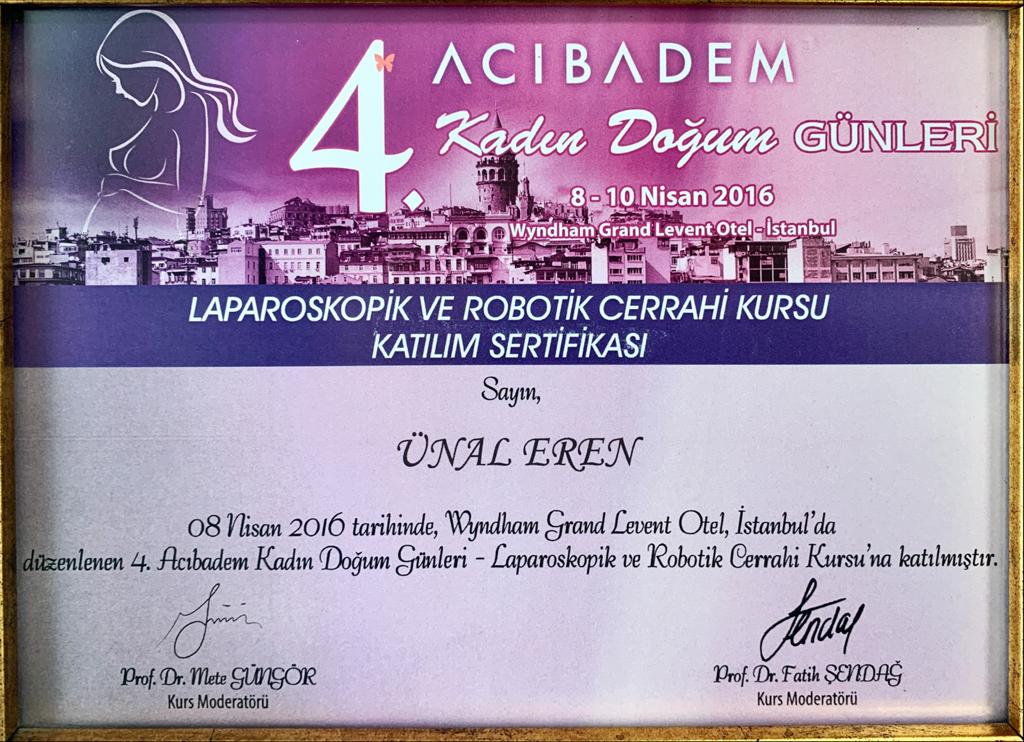 4. ACIBADEM
Kadın Doğum GÜNLERİ
8 - 10 Nisan 2016
Wyndham Grand Levent Otel - İstanbul
LAPAROSKOPİK VE ROBOTİK CERRAHİ KURSU
KATILIM SERTİFİKASI
Sayın,
ÜNAL EREN
08 Nisan 2016 tarihinde, Wyndham Grand Levent Otel, İstanbul'da
düzenlenen 4. Acıbadem Kadın Doğum Günleri - Laparoskopik ve Robotik Cerrahi Kursu'na katılmıştır.
Sendag
Prof. Dr. Mete GÜNGÖR
Kurs Moderatörü
Prof. Dr. Fatih ŞENDAĞ
Kurs Moderatörü